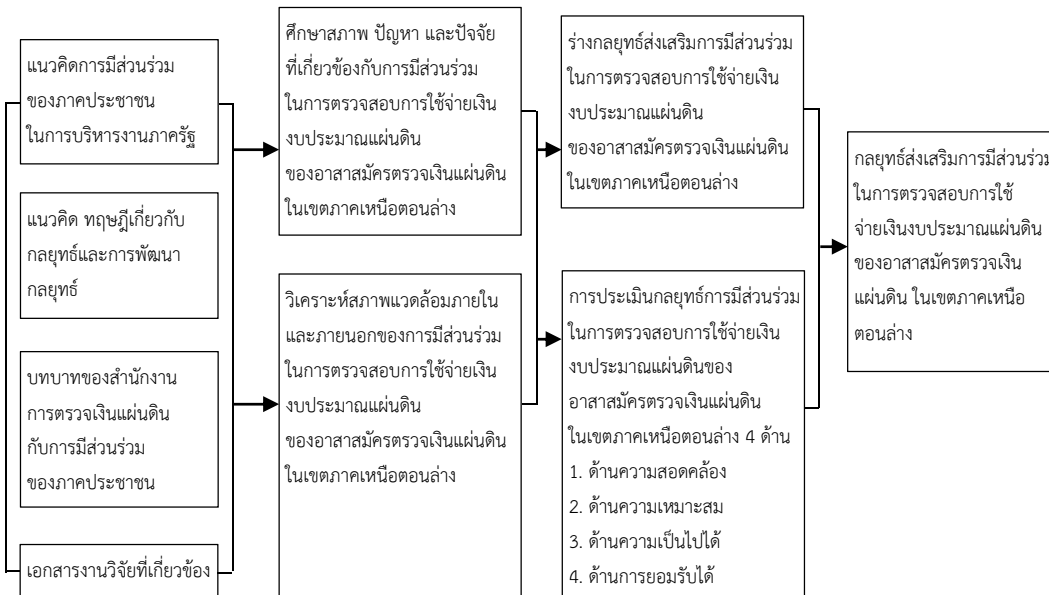 แนวคิดการมีส่วนร่วม
ของภาคประชาชน
ในการบริหารงานภาครัฐ
แนวคิด ทฤษฎีเกี่ยวกับ
กลยุทธ์และการพัฒนา
กลยุทธ์
บทบาทของสำนักงาน
การตรวจเงินแผ่นดิน
กับการมีส่วนร่วม
ของภาคประชาชน
เอกสารงานวิจัยที่เกี่ยวข้อง
ศึกษาสภาพ ปัญหา และปัจจัย
ที่เกี่ยวข้องกับการมีส่วนร่วม
ในการตรวจสอบการใช้จ่ายเงิน
งบประมาณแผ่นดิน
ของอาสาสมัครตรวจเงินแผ่นดิน
ในเขตภาคเหนือตอนล่าง
วิเคราะห์สภาพแวดล้อมภายใน
และภายนอกของการมีส่วนร่วม
ในการตรวจสอบการใช้จ่ายเงิน
งบประมาณแผ่นดิน
ของอาสาสมัครตรวจเงินแผ่นดิน
ในเขตภาคเหนือตอนล่าง
ร่างกลยุทธ์ส่งเสริมการมีส่วนร่วม
ในการตรวจสอบการใช้จ่ายเงิน
งบประมาณแผ่นดิน
ของอาสาสมัครตรวจเงินแผ่นดิน
ในเขตภาคเหนือตอนล่าง
การประเมินกลยุทธ์การมีส่วนร่วม
ในการตรวจสอบการใช้จ่ายเงิน
งบประมาณแผ่นดินของ
อาสาสมัครตรวจเงินแผ่นดิน
ในเขตภาคเหนือตอนล่าง 4 ด้าน
1. ด้านความสอดคล้อง
2. ด้านความเหมาะสม
3. ด้านความเป็นไปได้
4. ด้านการยอมรับได้
กลยุทธ์ส่งเสริมการมีส่วนร่วม
ในการตรวจสอบการใช้
จ่ายเงินงบประมาณแผ่นดิน
ของอาสาสมัครตรวจเงิน
แผ่นดิน ในเขตภาคเหนือ
ตอนล่าง